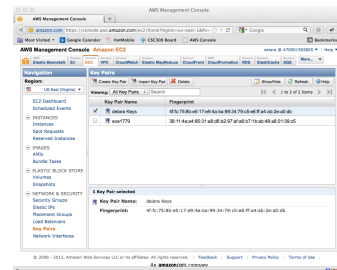 AWS Management Console
AWS Management Console
amazon.com https://console.aws.amazon.com/ec2/home?region=us-east-1&#s=
Google
Most Visited
Google Calendar
HotMobile
CSC300 Board
AWS Console
Bookmarks
AWS Management Console Amazon EC2
Help
Elastic Beanstalk
S3
EC2
VPC
CloudWatch
Elastic MapReduce
CloudFront
CloudFormation
RDS
ElastiCache
SQS
More...
Navigation
Key Pairs
Region:
US East (Virginia)
Create Key Pair
Import Key Pair
Delete
Show/Hide
Refresh
Help
Viewing: All Key Pairs
Search
1 to 2 of 2 Items
Key Pair Name
Fingerprint
delara Keys
ece1779
EC2 Dashboard
Scheduled Events
INSTANCES
Instances
Spot Requests
Reserved Instances
IMAGES
AMIs
Bundle Tasks
ELASTIC BLOCK STORE
Volumes
Snapshots
NETWORK & SECURITY
Security Groups
Elastic IPs
Placement Groups
Load Balancers
Key Pairs
Network Interfaces
1 Key Pair selected
Key Pair Name: delara Keys
Fingerprint:
© 2008 - 2012, Amazon Web Services LLC or its affiliates. All rights reserved. Feedback Support Privacy Policy Terms of Use
An amazon.com company